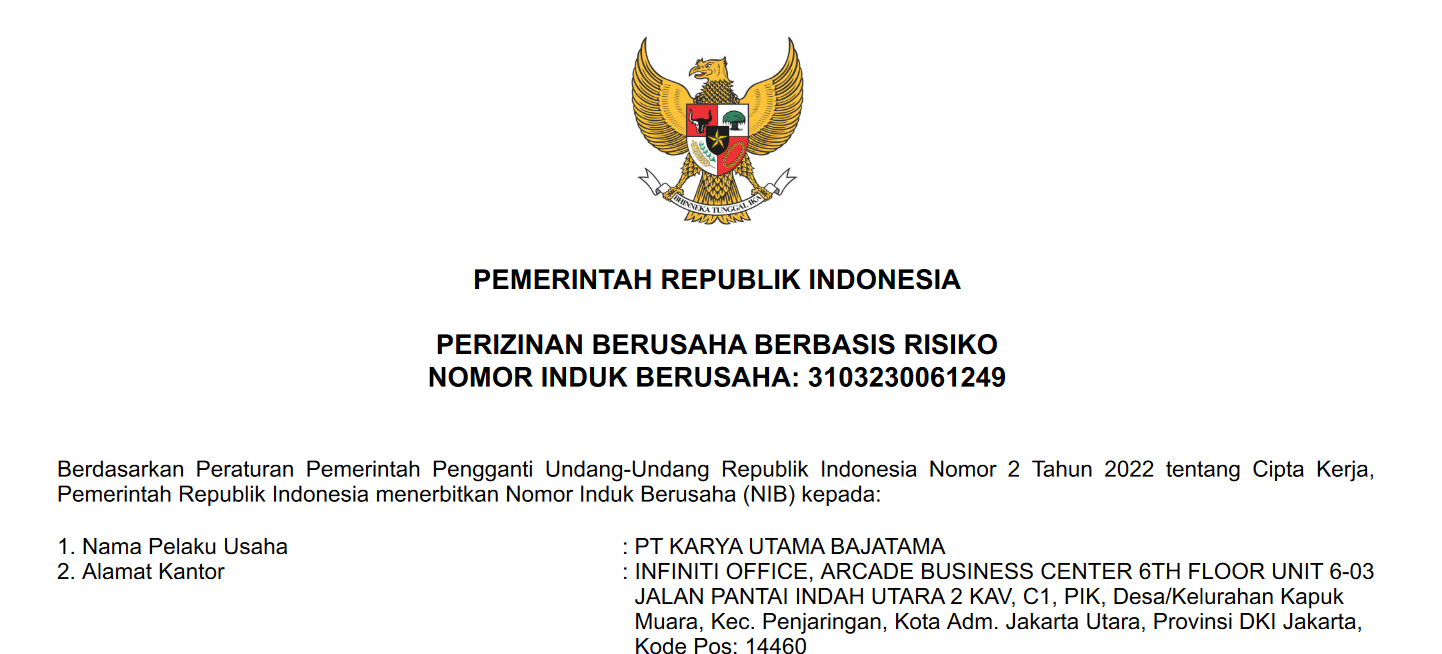 BHINNEKA TUNGGAL IKA
PEMERINTAH REPUBLIK INDONESIA
PERIZINAN BERUSAHA BERBASIS RISIKO
NOMOR INDUK BERUSAHA: 3103230061249
Berdasarkan Peraturan Pemerintah Pengganti Undang-Undang Republik Indonesia Nomor 2 Tahun 2022 tentang Cipta Kerja,
Pemerintah Republik Indonesia menerbitkan Nomor Induk Berusaha (NIB) kepada:
1. Nama Pelaku Usaha : PT KARYA UTAMA BAJATAMA
2. Alamat Kantor : INFINITI OFFICE, ARCADE BUSINESS CENTER 6TH FLOOR UNIT 6-03
JALAN PANTAI INDAH UTARA 2 KAV, C1, PIK, Desa/Kelurahan Kapuk
Muara, Kec. Penjaringan, Kota Adm. Jakarta Utara, Provinsi DKI Jakarta,
Kode Pos: 14460